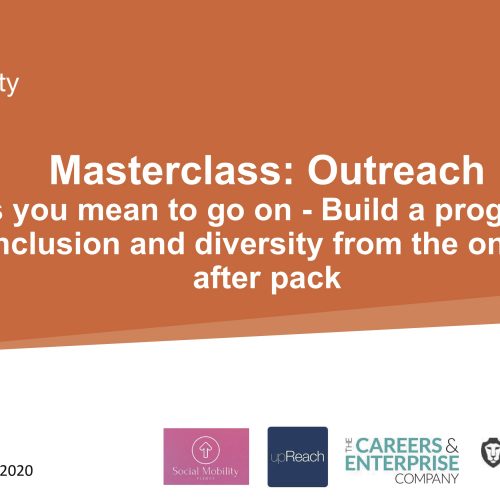 ty
Masterclass: Outreach
s you mean to go on - Build a prog
nclusion and diversity from the on
after pack
2020
Social Mobility
PLEDGE
upReach
THE
CAREERS &
ENTERPRISE
COMPANY